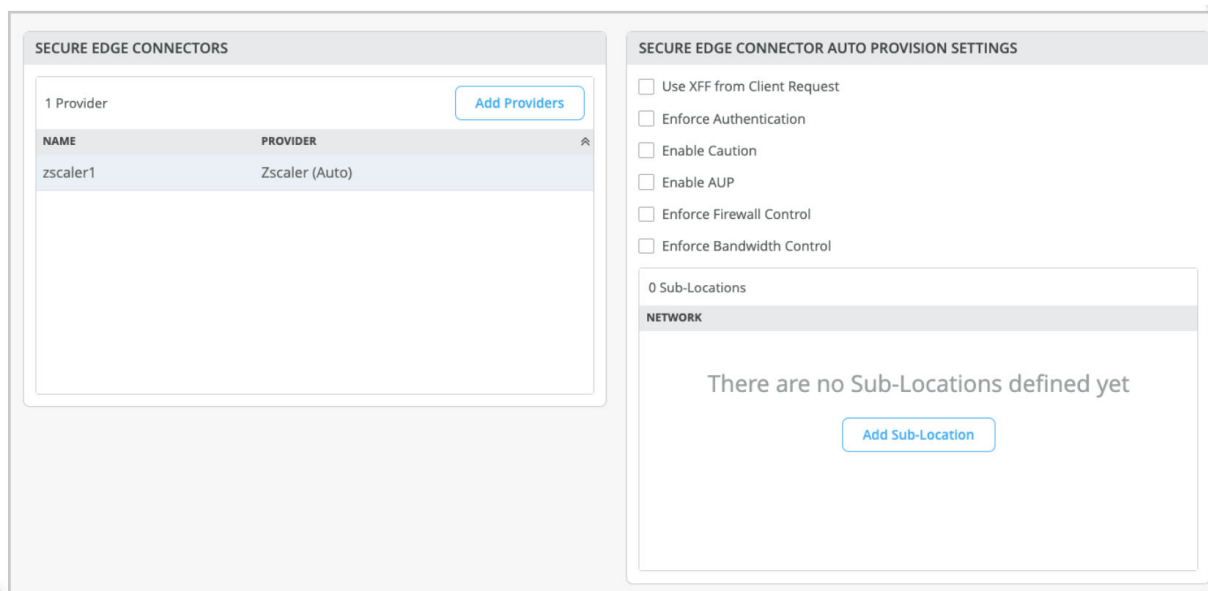 SECURE EDGE CONNECTORS
1 Provider
Add Providers
NAME PROVIDER
zscaler1 Zscaler (Auto)
SECURE EDGE CONNECTOR AUTO PROVISION SETTINGS
Use XFF from Client Request
Enforce Authentication
Enable Caution
Enable AUP
Enforce Firewall Control
Enforce Bandwidth Control
0 Sub-Locations
NETWORK
There are no Sub-Locations defined yet
Add Sub-Location